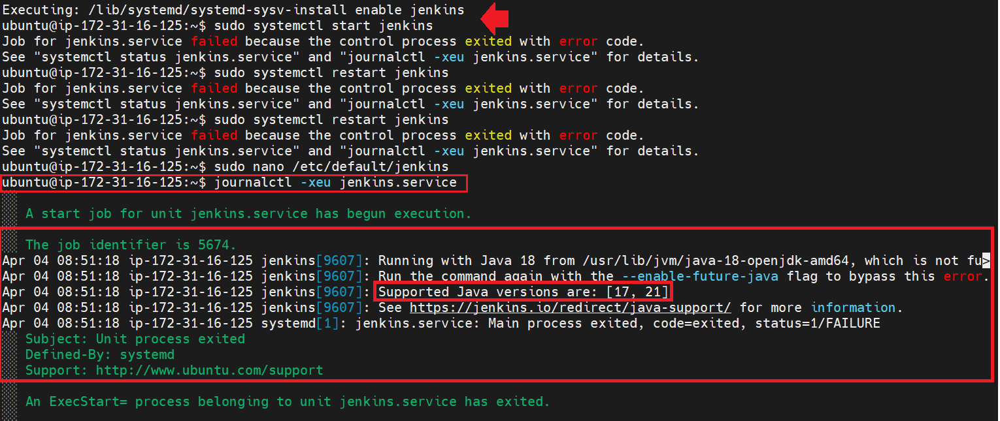 Executing: /lib/systemd/systemd-sysv-install enable jenkins
ubuntu@ip-172-31-16-125:~$ sudo systemctl start jenkins
Job for jenkins.service failed because the control process exited with error code.
See "systemctl status jenkins.service" and "journalctl -xeu jenkins.service" for details.
ubuntu@ip-172-31-16-125:~$ sudo systemctl restart jenkins
Job for jenkins.service failed because the control process exited with error code.
See "systemctl status jenkins.service" and "journalctl -xeu jenkins.service" for details.
ubuntu@ip-172-31-16-125:~$ sudo systemctl restart jenkins
Job for jenkins.service failed because the control process exited with error code.
See "systemctl status jenkins.service" and "journalctl -xeu jenkins.service" for details.
ubuntu@ip-172-31-16-125:~$ sudo nano /etc/default/jenkins
ubuntu@ip-172-31-16-125:~$ journalctl -xeu jenkins.service
A start job for unit jenkins.service has begun execution.
The job identifier is 5674.
Apr 04 08:51:18 ip-172-31-16-125 jenkins[9607]: Running with Java 18 from /usr/lib/jvm/java-18-openjdk-amd64, which is not fu>
Apr 04 08:51:18 ip-172-31-16-125 jenkins[9607]: Run the command again with the --enable-future-java flag to bypass this error.
Apr 04 08:51:18 ip-172-31-16-125 jenkins[9607]: Supported Java versions are: [17, 21]
Apr 04 08:51:18 ip-172-31-16-125 jenkins[9607]: See https://jenkins.io/redirect/java-support/ for more information.
Apr 04 08:51:18 ip-172-31-16-125 systemd[1]: jenkins.service: Main process exited, code=exited, status=1/FAILURE
Subject: Unit process exited
Defined-By: systemd
Support: http://www.ubuntu.com/support
An ExecStart= process belonging to unit jenkins.service has exited.